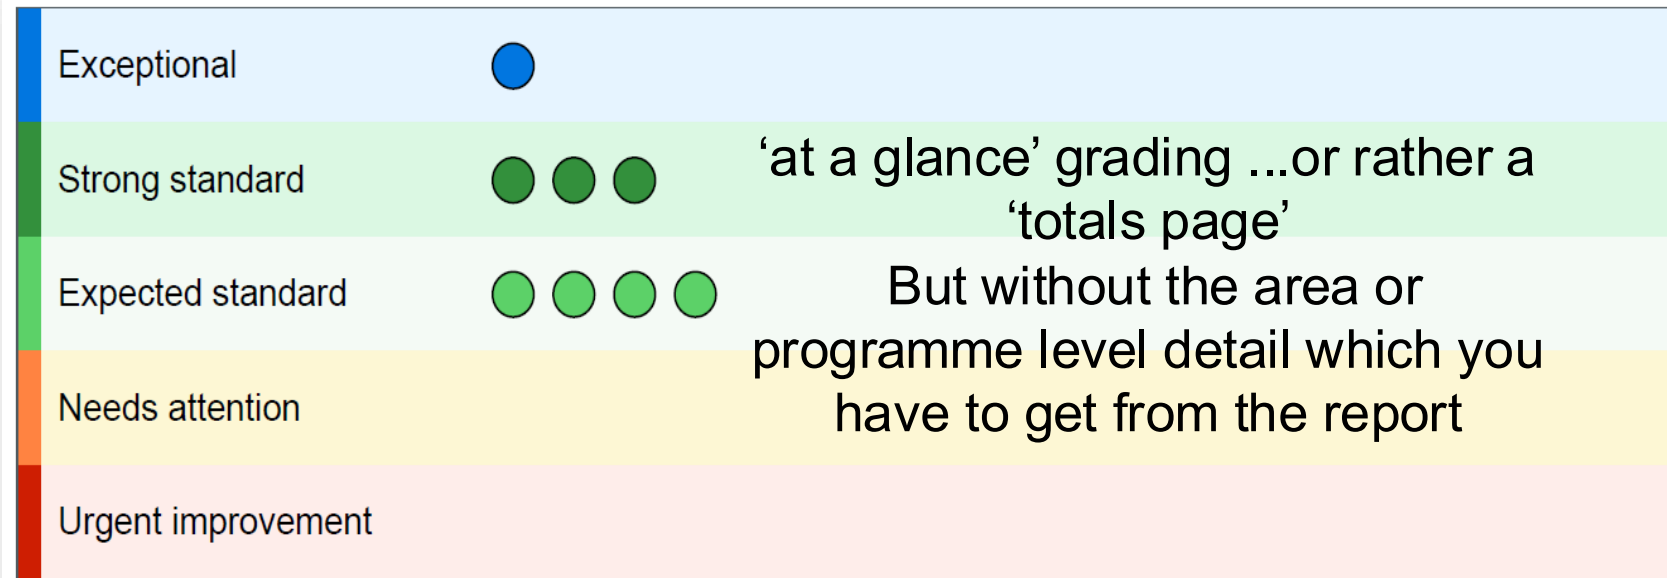 Exceptional
Strong standard
‘at a glance’ grading ...or rather a
‘totals page’
Expected standard
But without the area or
programme level detail which you
Needs attention
have to get from the report
Urgent improvement